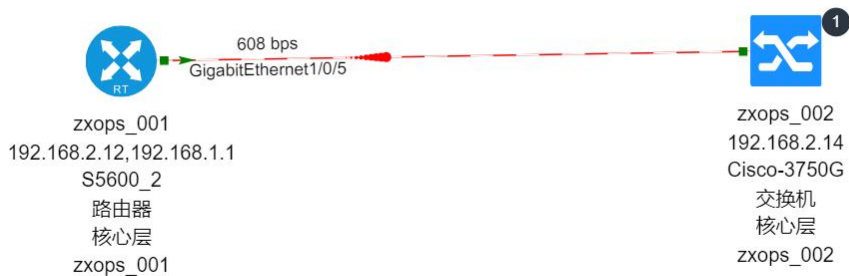 608 bps
GigabitEthernet1/0/5
RT
1
zxops_001
192.168.2.12,192.168.1.1
S5600_2
路由器
核心层
zxops_001
zxops_002
192.168.2.14
Cisco-3750G
交换机
核心层
zxops_002